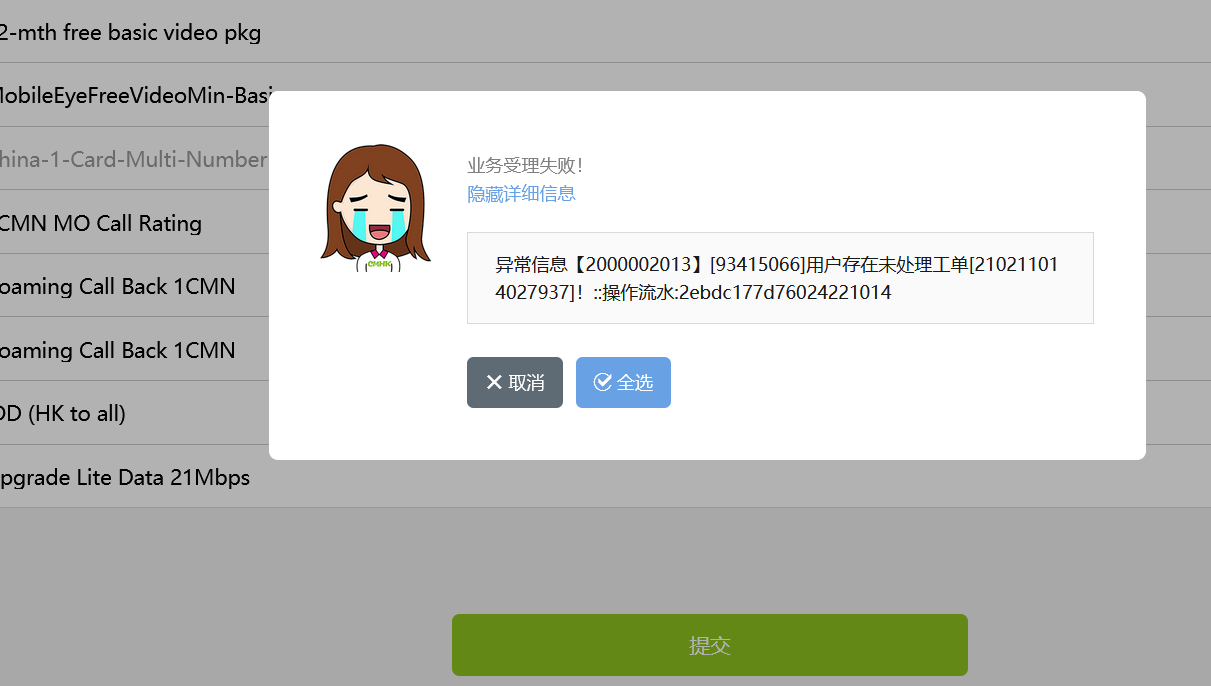 2-mth free basic video pkg
MobileEyeFreeVideoMin-Basi
hina-1-Card-Multi-Number
CMN MO Call Rating
oaming Call Back 1CMN
oaming Call Back 1CMN
DD (HK to all)
pgrade Lite Data 21Mbps
业务受理失败!
隐藏详细信息
CMHK
异常信息【2000002013】[93415066]用户存在未处理工单[21021101
4027937]! ::操作流水:2ebdc177d76024221014
取消
全选
提交